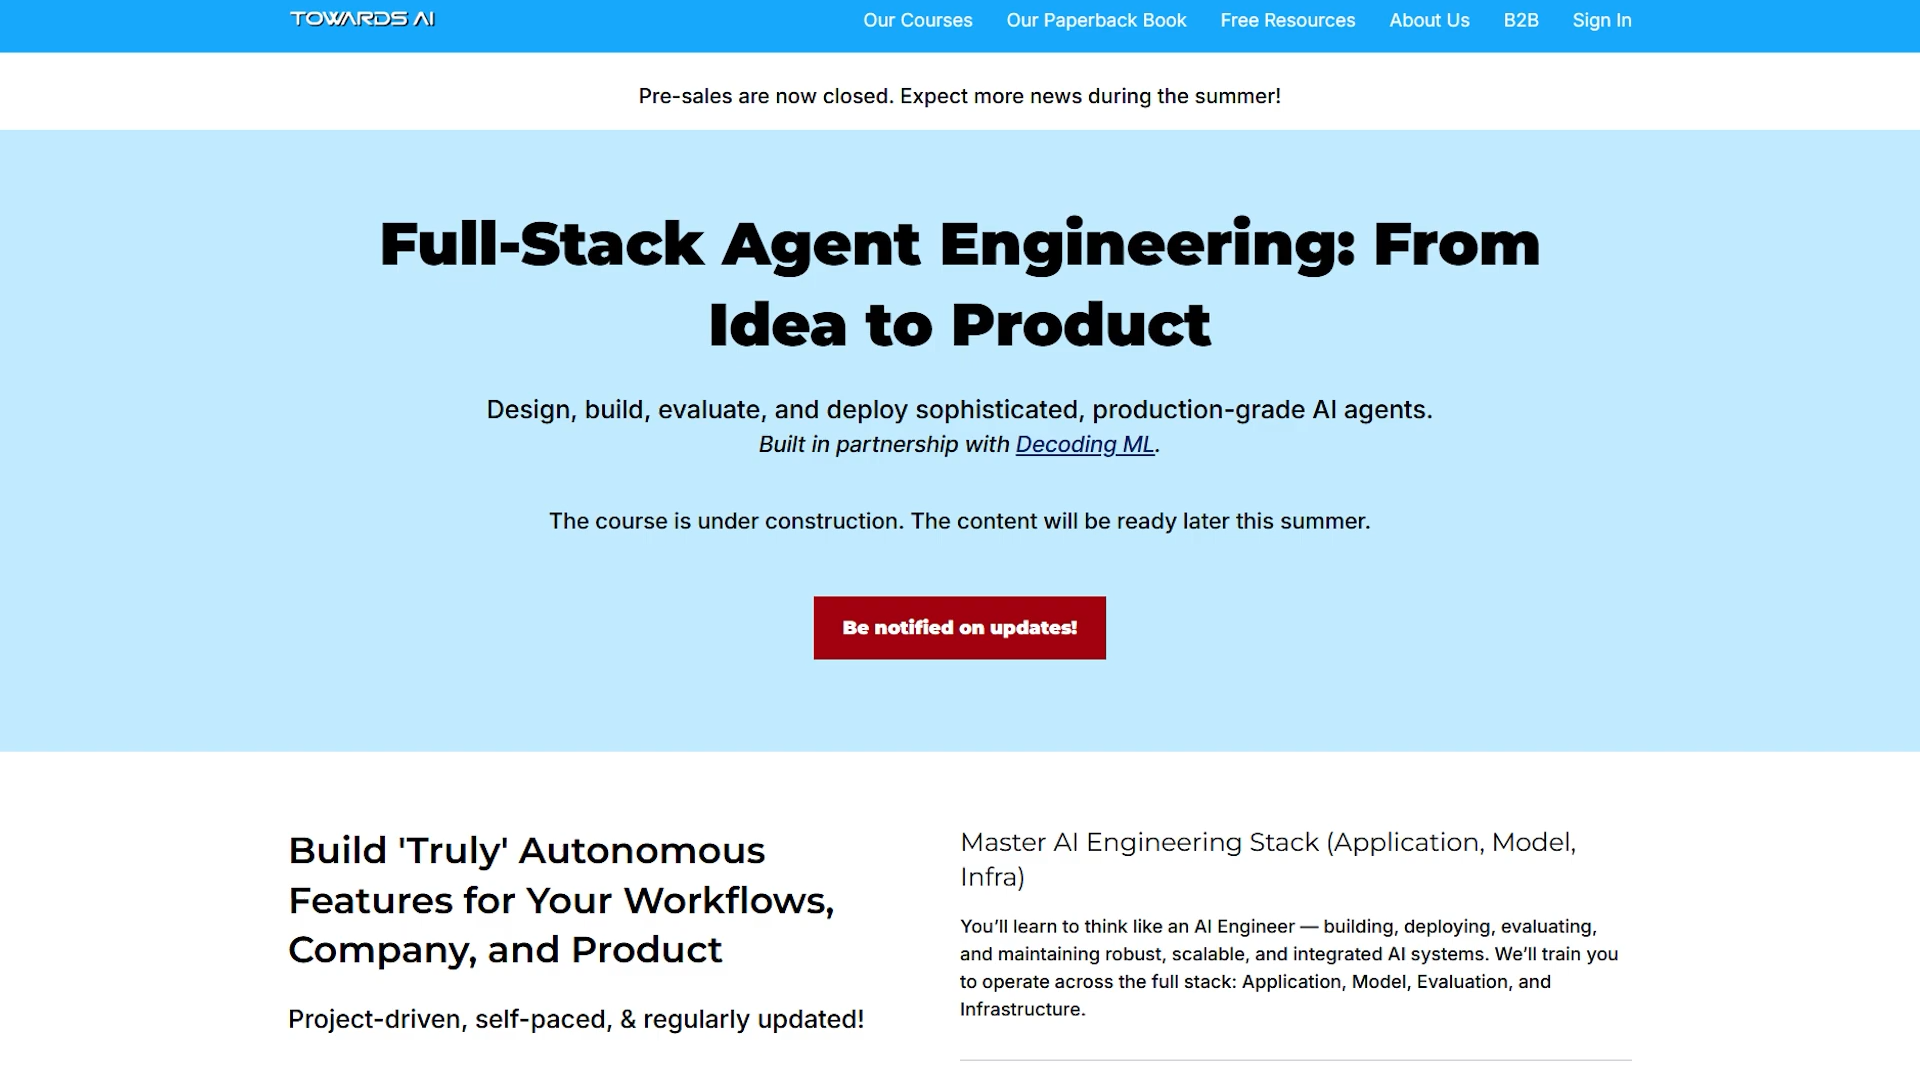 TOWARDS AI
Our Courses
Our Paperback Book
Free Resources
About Us
B2B
Sign In
Pre-sales are now closed. Expect more news during the summer!
Full-Stack Agent Engineering: From
Idea to Product
Design, build, evaluate, and deploy sophisticated, production-grade AI agents.
Built in partnership with Decoding ML.
The course is under construction. The content will be ready later this summer.
Be notified on updates!
Build 'Truly' Autonomous
Features for Your Workflows,
Company, and Product
Project-driven, self-paced, & regularly updated!
Master AI Engineering Stack (Application, Model,
Infra)
You’ll learn to think like an AI Engineer — building, deploying, evaluating,
and maintaining robust, scalable, and integrated AI systems. We’ll train you
to operate across the full stack: Application, Model, Evaluation, and
Infrastructure.